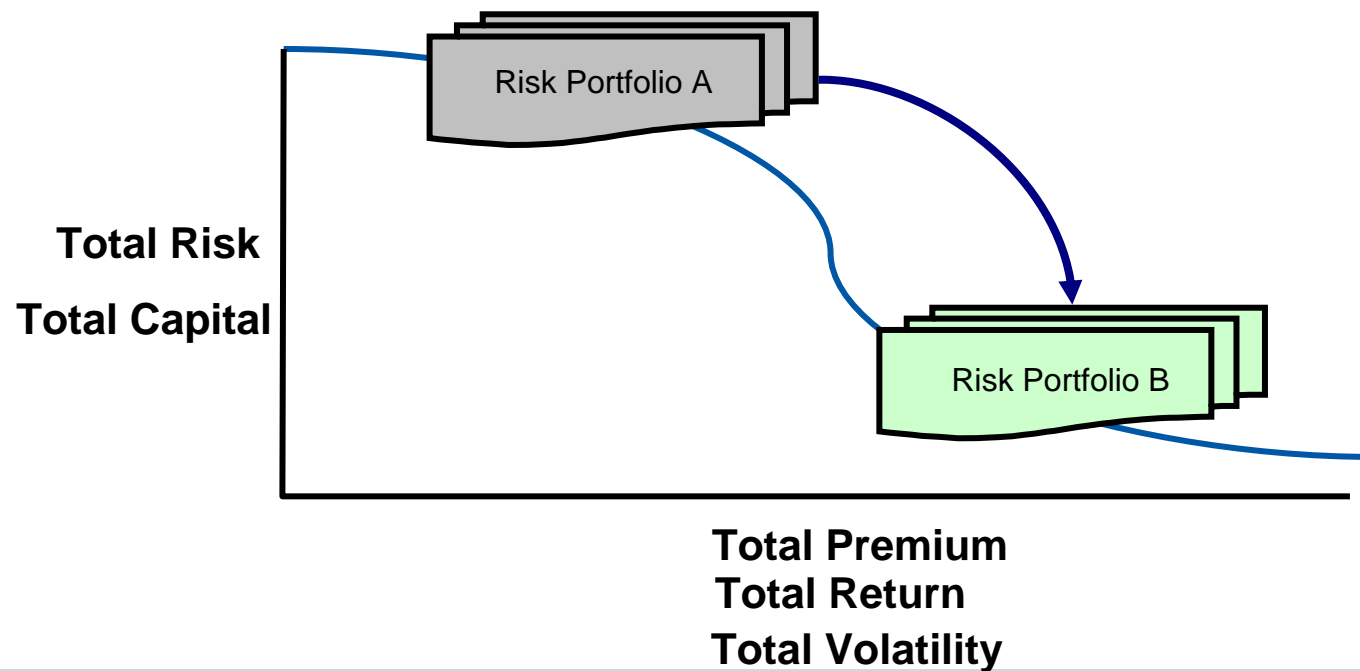 Risk Portfolio A
Total Risk
Total Capital
Risk Portfolio B
Total Premium
Total Return
Total Volatility